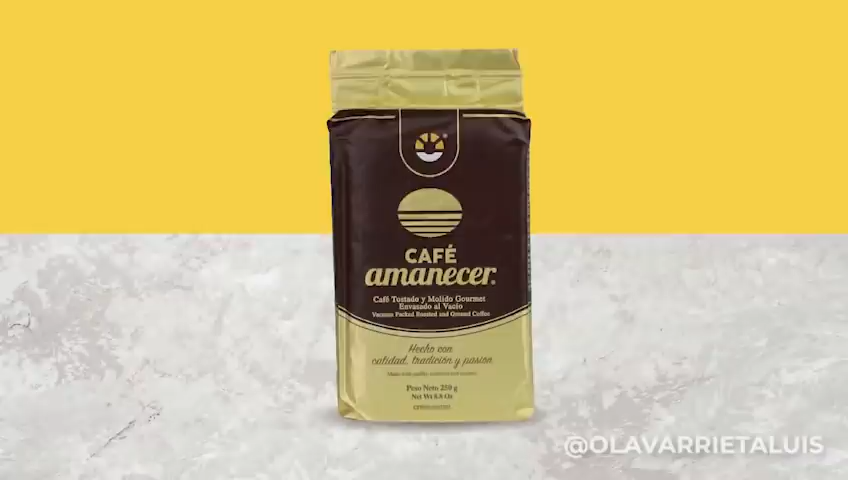 CAFÉ
amanecer®
Café Tostado y Molido Gourmet
Envasado al Vacío
Vacuum Packed Roasted and Ground Coffee
Hecho con
calidad, tradición y pasión
Peso Neto 250 g
Net Wt 8.8 Oz
@OLAVARRIETALUIS